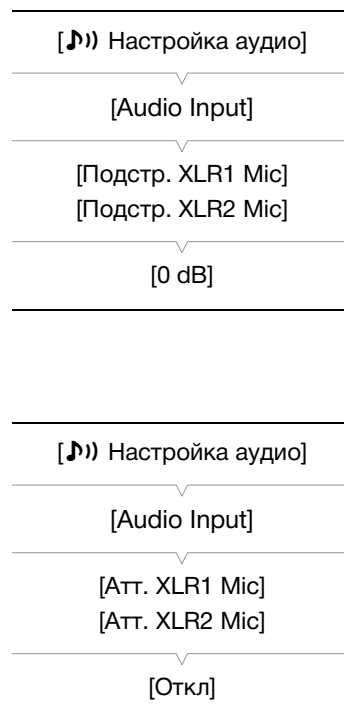 [♪)) Настройка аудио]
[Audio Input]
[Подстр. XLR1 Mic]
[Подстр. XLR2 Mic]
[0 dB]
[♪)) Настройка аудио]
[Audio Input]
[Атт. XLR1 Mic]
[Атт. XLR2 Mic]
[Откл]